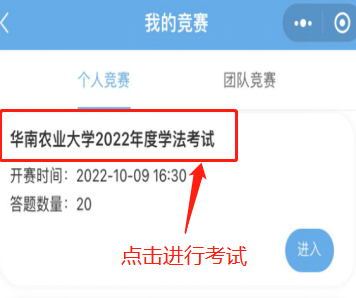 我的竞赛
个人竞赛 团队竞赛
华南农业大学2022年度学法考试
开赛时间：2022-10-09 16:30
答题数量：20
点击进行考试
进入